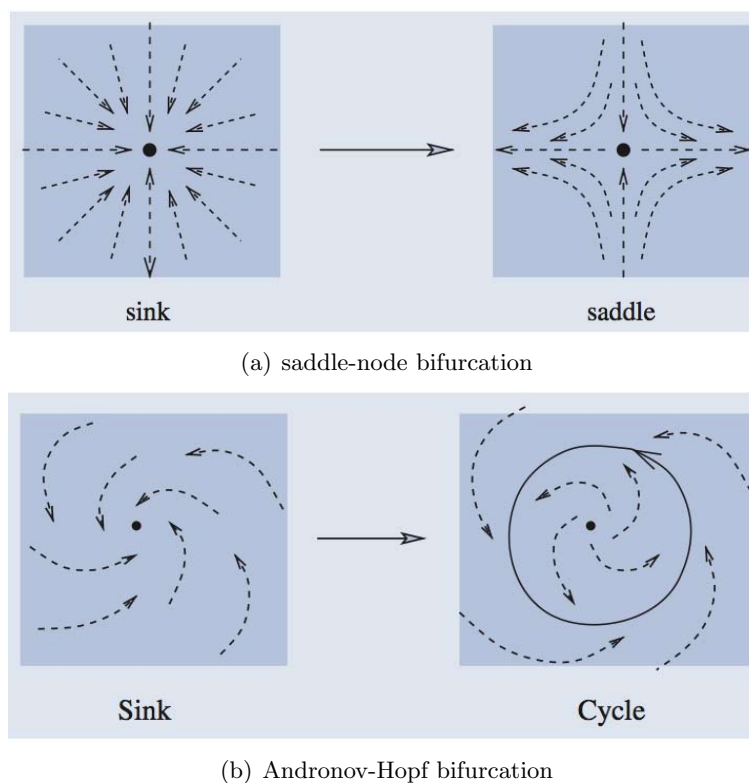 sink
saddle
(a) saddle-node bifurcation
Sink
Cycle
(b) Andronov-Hopf bifurcation